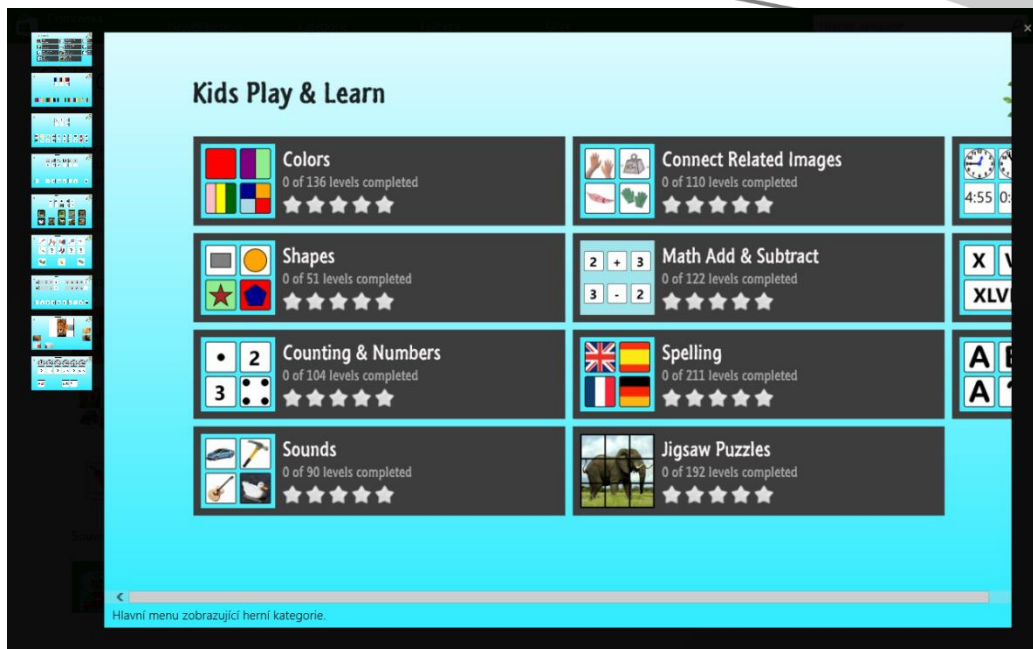 Kids Play & Learn
Colors
0 of 136 levels completed
Shapes
0 of 51 levels completed
Counting & Numbers
0 of 104 levels completed
Sounds
0 of 90 levels completed
Connect Related Images
0 of 110 levels completed
Math Add & Subtract
0 of 122 levels completed
2 + 3
3 - 2
Spelling
0 of 211 levels completed
Jigsaw Puzzles
0 of 192 levels completed
2
3
4:55
X
XLV
A
A
Hlavní menu zobrazující herní kategorie.